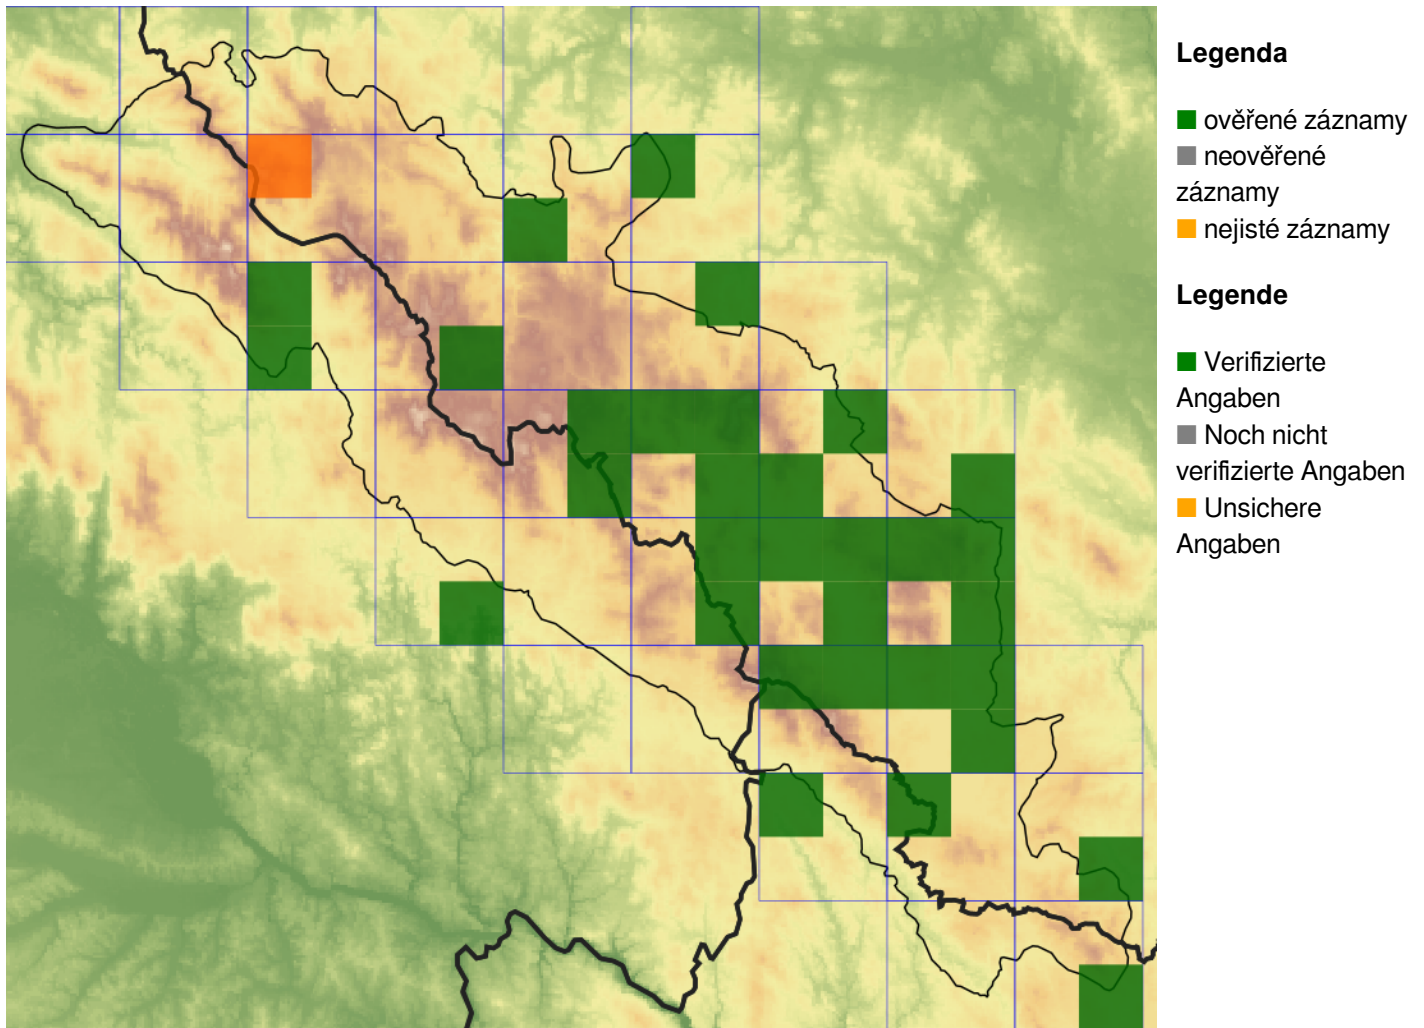 Legenda
ověřené záznamy
neověřené
záznamy
nejisté záznamy
Legende
Verifizierte
Angaben
Noch nicht
verifizierte Angaben
Unsichere
Angaben